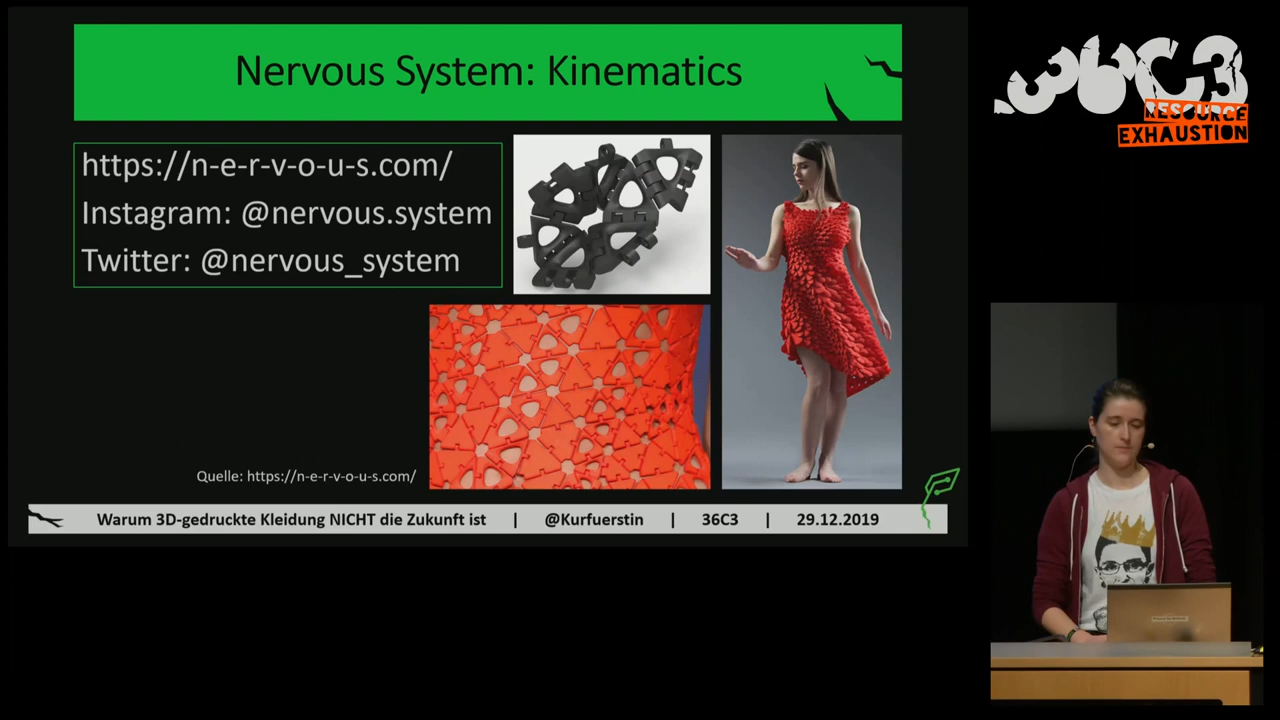 Nervous System: Kinematics
https://n-e-r-v-o-u-s.com/
Instagram: @nervous.system
Twitter: @nervous_system
Quelle: https://n-e-r-v-o-u-s.com/
Warum 3D-gedruckte Kleidung NICHT die Zukunft ist | @Kurfuerstin | 36C3 | 29.12.2019
36C3
RESOURCE
EXHAUSTION